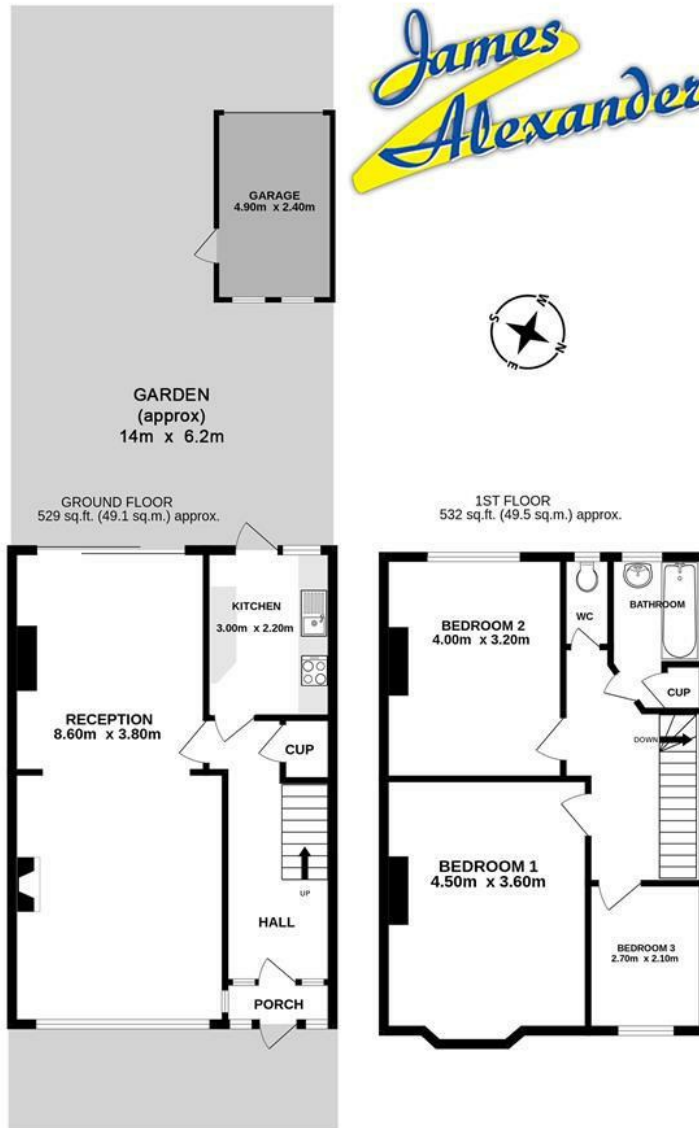 James
Alexander
GARAGE
4.90m x 2.40m
S
W
N
E
GARDEN
(approx)
14m x 6.2m
GROUND FLOOR
529 sq.ft. (49.1 sq.m.) approx.
KITCHEN
3.00m x 2.20m
RECEPTION
8.60m x 3.80m
CUP
UP
HALL
PORCH
1ST FLOOR
532 sq.ft. (49.5 sq.m.) approx.
BEDROOM 2
4.00m x 3.20m
WC
BATHROOM
CUP
DOWN
BEDROOM 1
4.50m x 3.60m
BEDROOM 3
2.70m x 2.10m